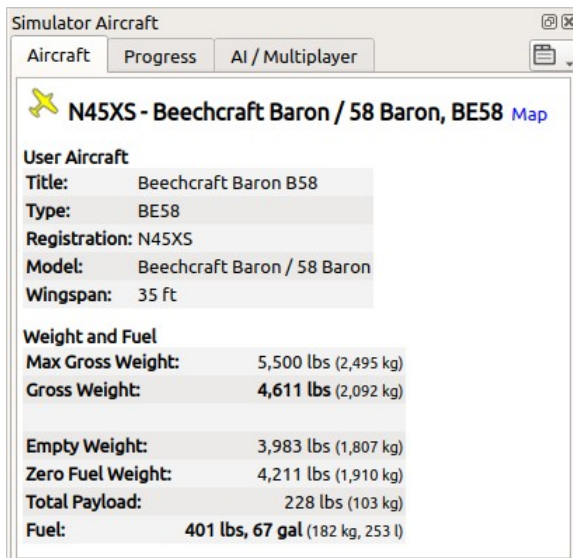 Simulator Aircraft
Aircraft Progress AI / Multiplayer
N45XS - Beechcraft Baron / 58 Baron, BE58 Map
User Aircraft
Title: Beechcraft Baron B58
Type: BE58
Registration: N45XS
Model: Beechcraft Baron / 58 Baron
Wingspan: 35 ft
Weight and Fuel
Max Gross Weight: 5,500 lbs (2,495 kg)
Gross Weight: 4,611 lbs (2,092 kg)
Empty Weight: 3,983 lbs (1,807 kg)
Zero Fuel Weight: 4,211 lbs (1,910 kg)
Total Payload: 228 lbs (103 kg)
Fuel: 401 lbs, 67 gal (182 kg, 253 l)